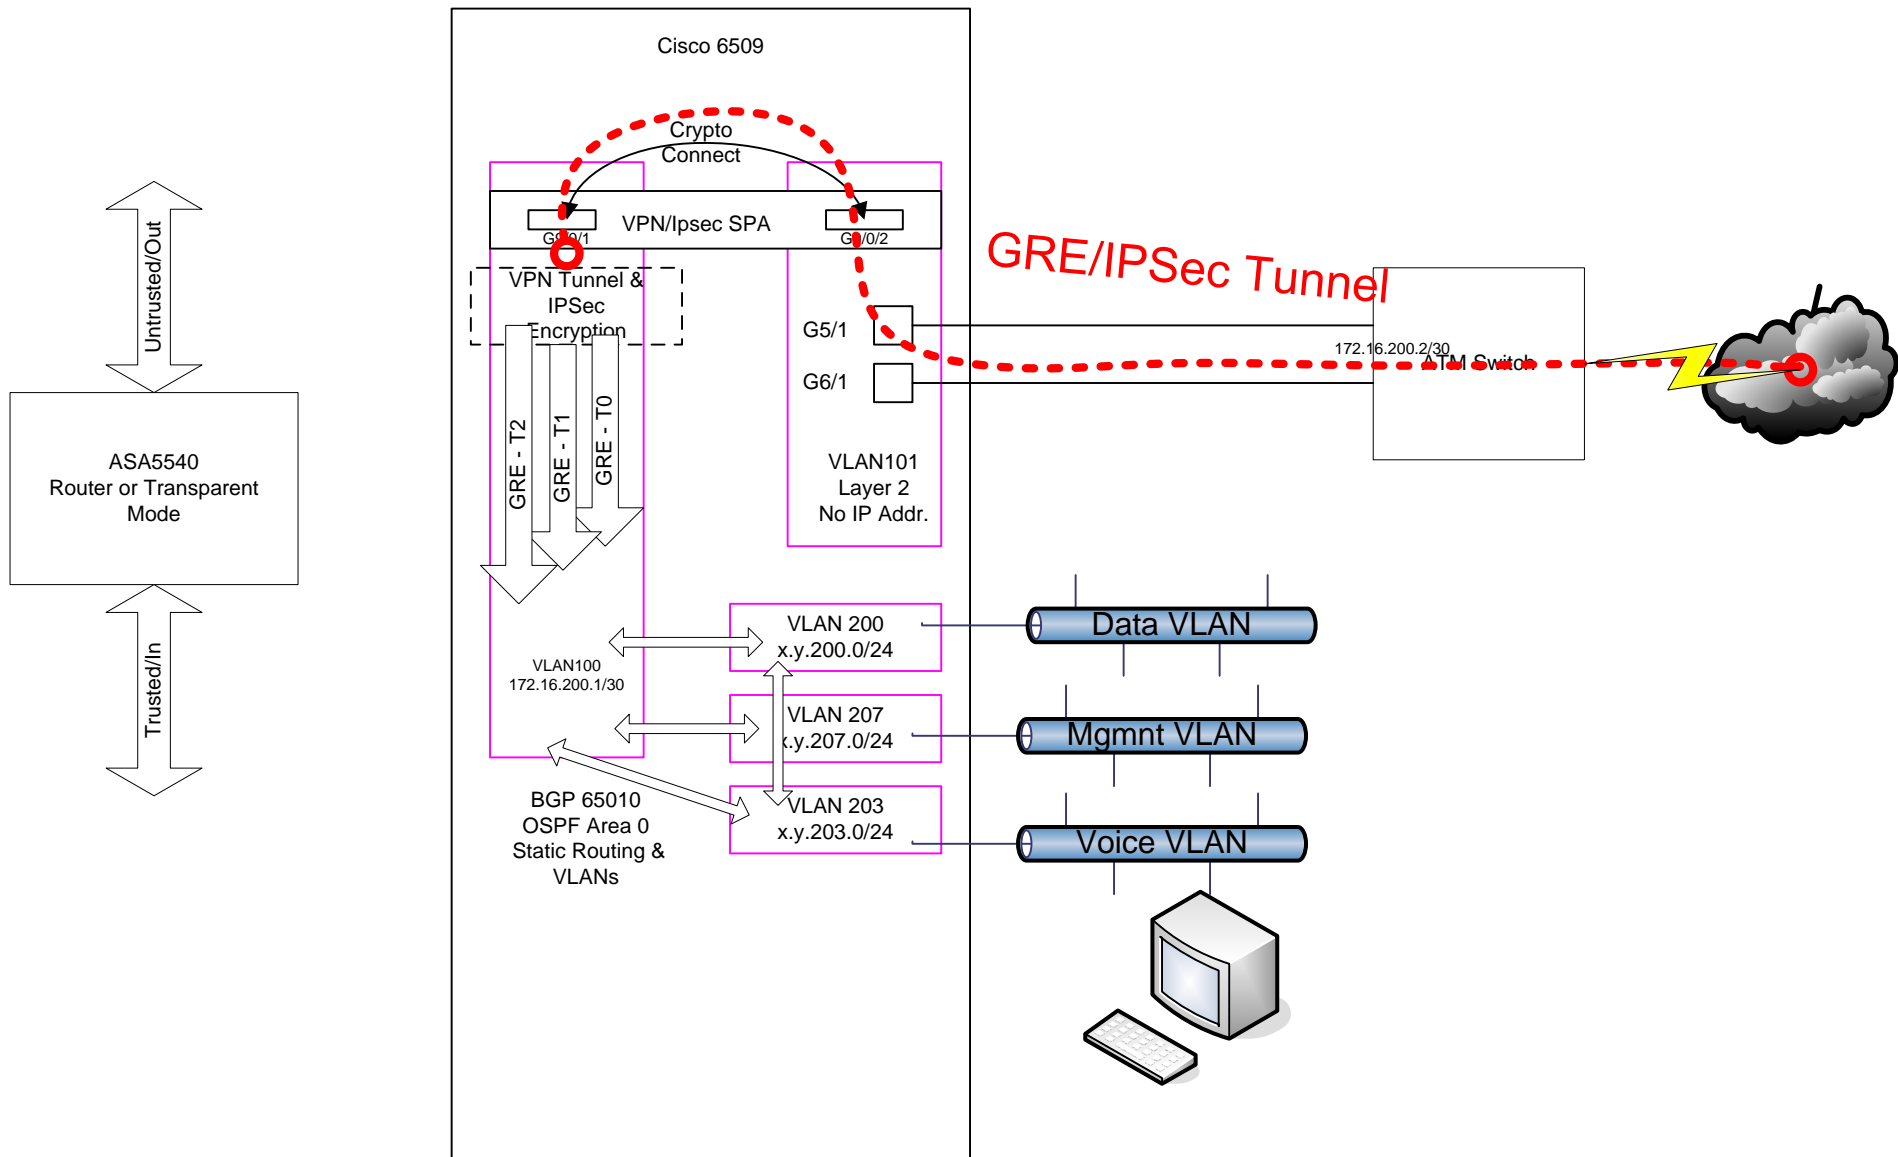 Cisco 6509
Crypto
Connect
VPN/Ipsec SPA
GRE/IPSec Tunnel
VPN Tunnel &
IPSec
Encryption
G5/1
G6/1
172.16.200.2/30
ATM Switch
Untrusted/Out
ASA5540
Router or Transparent
Mode
Trusted/In
GRE - T2
GRE - T1
GRE - T0
VLAN101
Layer 2
No IP Addr.
VLAN100
172.16.200.1/30
VLAN 200
x.y.200.0/24
Data VLAN
VLAN 207
x.y.207.0/24
Mgmnt VLAN
VLAN 203
x.y.203.0/24
Voice VLAN
BGP 65010
OSPF Area 0
Static Routing &
VLANs